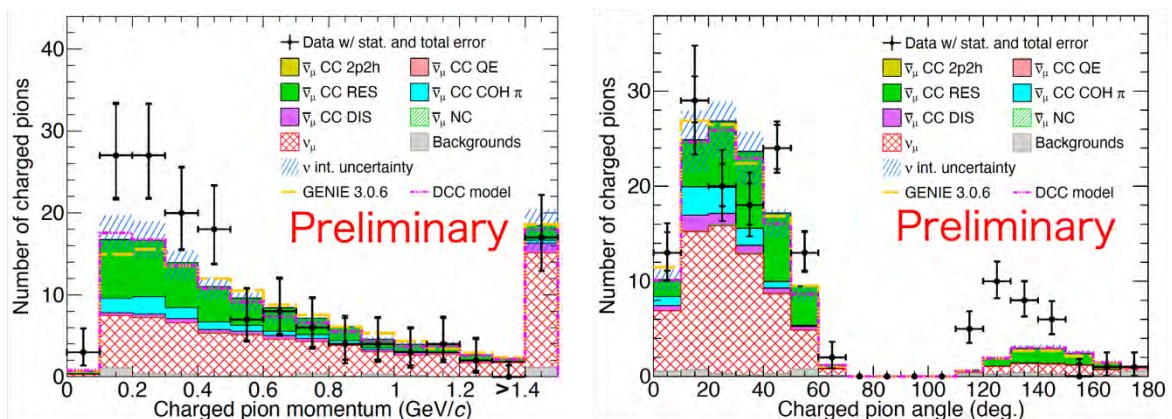 Number of charged pions
40
30
20
10
0
Data w/ stat. and total error
ν̄μ CC 2p2h ν̄μ CC QE
ν̄μ CC RES ν̄μ CC COH π
ν̄μ CC DIS ν̄μ NC
νμ Backgrounds
ν int. uncertainty
GENIE 3.0.6 DCC model
Preliminary
0 0.2 0.4 0.6 0.8 1 1.2 >1.4
Charged pion momentum (GeV/c)
Number of charged pions
30
20
10
0
Data w/ stat. and total error
ν̄μ CC 2p2h ν̄μ CC QE
ν̄μ CC RES ν̄μ CC COH π
ν̄μ CC DIS ν̄μ NC
νμ Backgrounds
ν int. uncertainty
GENIE 3.0.6 DCC model
Preliminary
0 20 40 60 80 100 120 140 160 180
Charged pion angle (deg.)